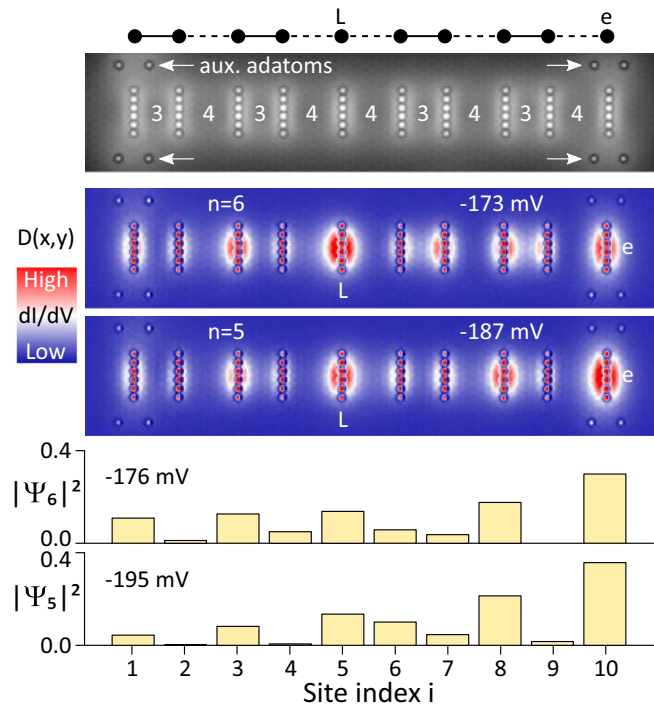 L e
aux. adatoms
3 4 3 4 4 3 4 3 4
D(x,y)
High
dI/dV
Low
n=6 -173 mV
e
L
n=5 -187 mV
e
L
|Ψ₆|² 0.4 -176 mV
0.0
|Ψ₅|² 0.4 -195 mV
0.0
1 2 3 4 5 6 7 8 9 10
Site index i